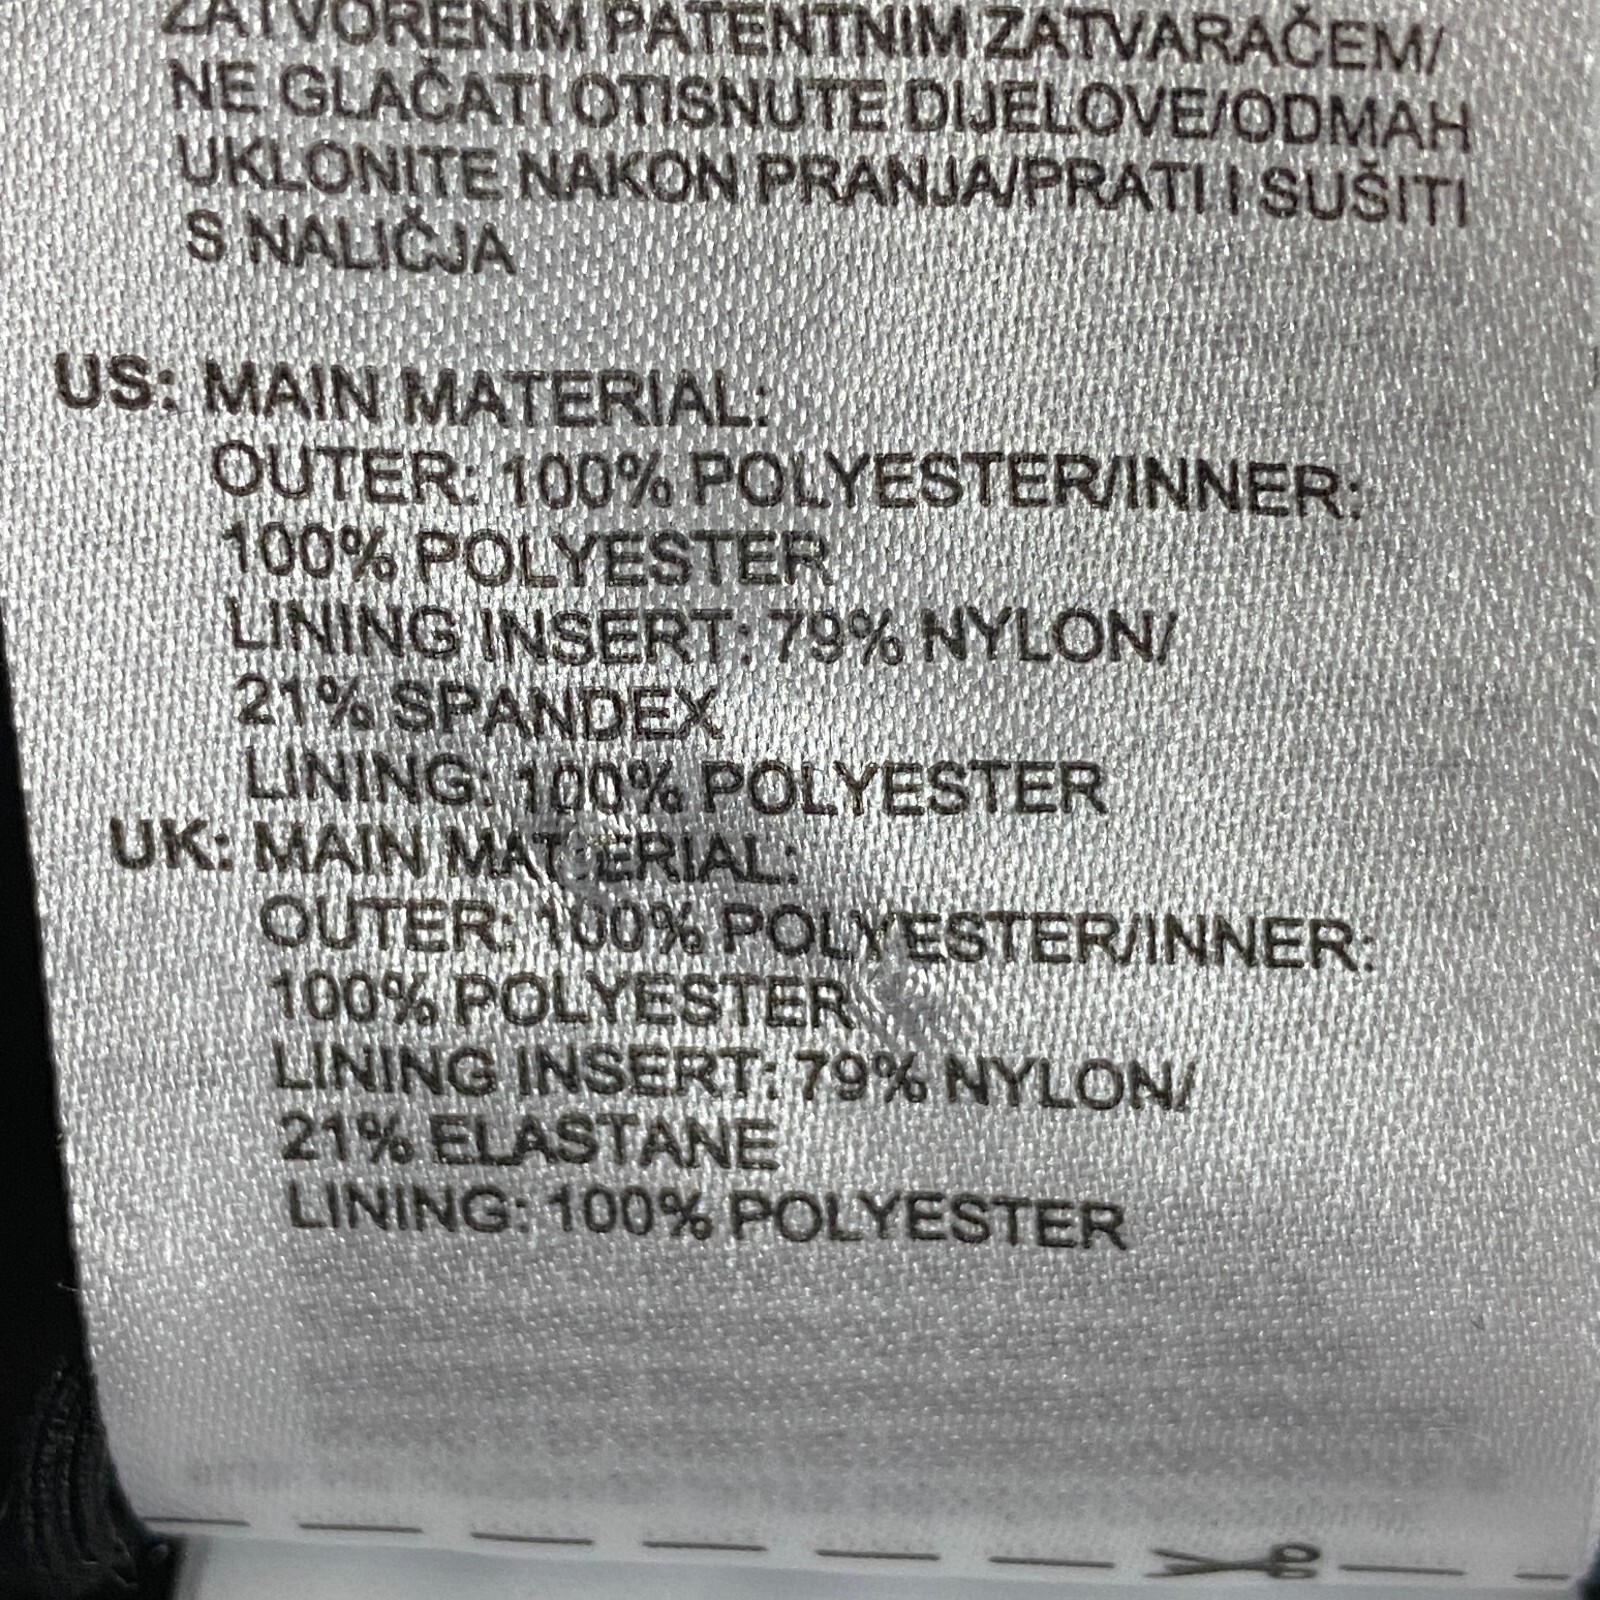 ZATVORENIM PATENTNIM ZATVARAČEM/
NE GLAČATI OTISNUTE DIJELOVE/ODMAH
UKLONITE NAKON PRANJA/PRATI I SUŠITI
S NALIČJA
US: MAIN MATERIAL:
OUTER: 100% POLYESTER/INNER:
100% POLYESTER
LINING INSERT: 79% NYLON/
21% SPANDEX
LINING: 100% POLYESTER
UK: MAIN MATERIAL:
OUTER: 100% POLYESTER/INNER:
100% POLYESTER
LINING INSERT: 79% NYLON/
21% ELASTANE
LINING: 100% POLYESTER